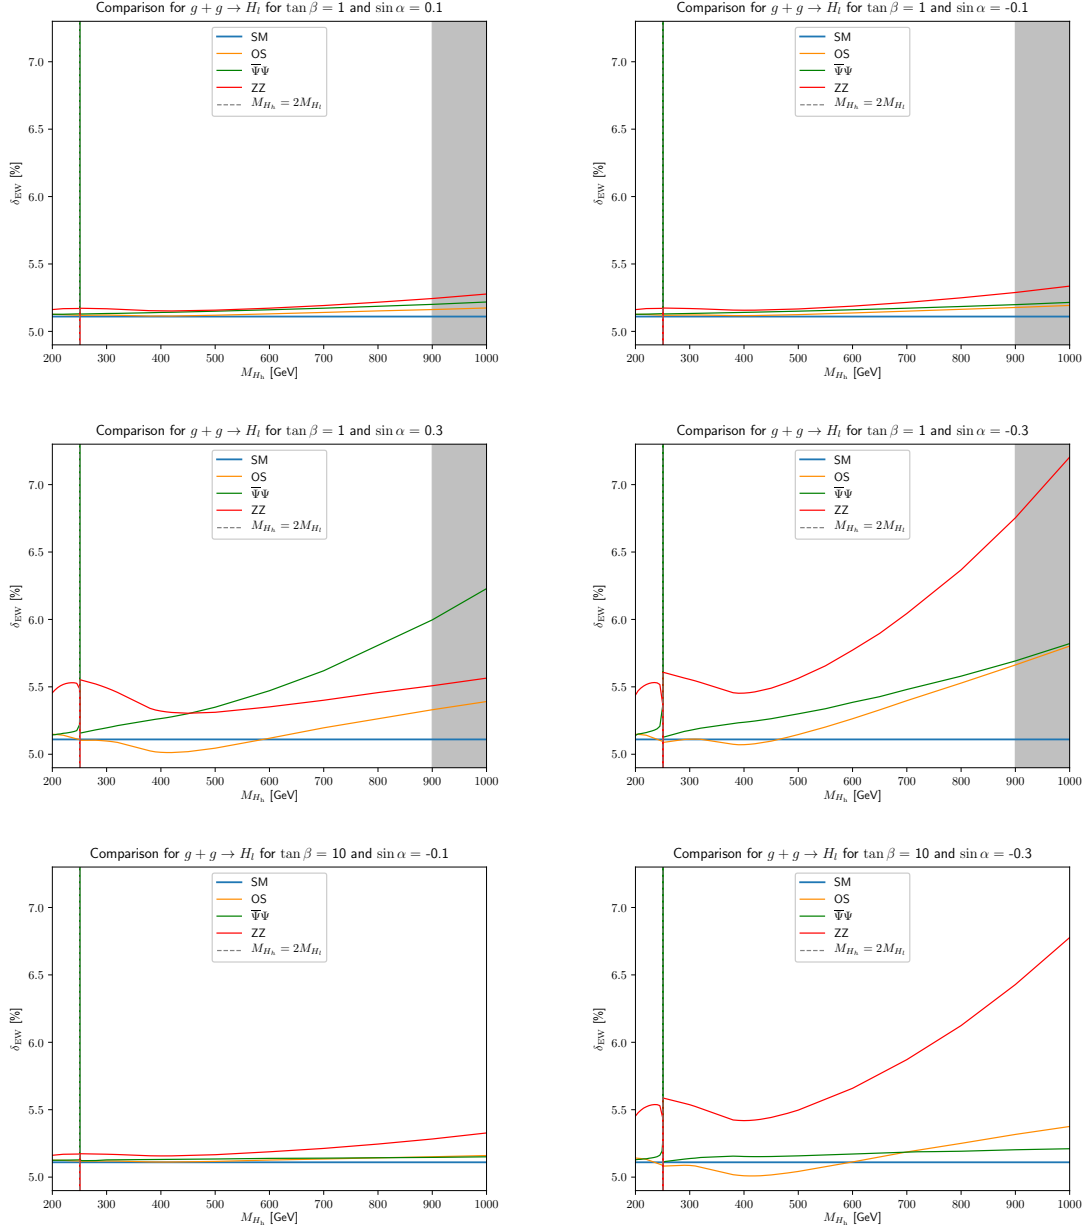 Comparison for g + g → H_l for tan β = 1 and sin α = 0.1
SM
OS
Ψ̅Ψ
ZZ
M_{H_h} = 2M_{H_l}
δ_EW [%]
7.0
6.5
6.0
5.5
5.0
200 300 400 500 600 700 800 900 1000
M_{H_h} [GeV]
Comparison for g + g → H_l for tan β = 1 and sin α = -0.1
SM
OS
Ψ̅Ψ
ZZ
M_{H_h} = 2M_{H_l}
δ_EW [%]
7.0
6.5
6.0
5.5
5.0
200 300 400 500 600 700 800 900 1000
M_{H_h} [GeV]
Comparison for g + g → H_l for tan β = 1 and sin α = 0.3
SM
OS
Ψ̅Ψ
ZZ
M_{H_h} = 2M_{H_l}
δ_EW [%]
7.0
6.5
6.0
5.5
5.0
200 300 400 500 600 700 800 900 1000
M_{H_h} [GeV]
Comparison for g + g → H_l for tan β = 1 and sin α = -0.3
SM
OS
Ψ̅Ψ
ZZ
M_{H_h} = 2M_{H_l}
δ_EW [%]
7.0
6.5
6.0
5.5
5.0
200 300 400 500 600 700 800 900 1000
M_{H_h} [GeV]
Comparison for g + g → H_l for tan β = 10 and sin α = -0.1
SM
OS
Ψ̅Ψ
ZZ
M_{H_h} = 2M_{H_l}
δ_EW [%]
7.0
6.5
6.0
5.5
5.0
200 300 400 500 600 700 800 900 1000
M_{H_h} [GeV]
Comparison for g + g → H_l for tan β = 10 and sin α = -0.3
SM
OS
Ψ̅Ψ
ZZ
M_{H_h} = 2M_{H_l}
δ_EW [%]
7.0
6.5
6.0
5.5
5.0
200 300 400 500 600 700 800 900 1000
M_{H_h} [GeV]